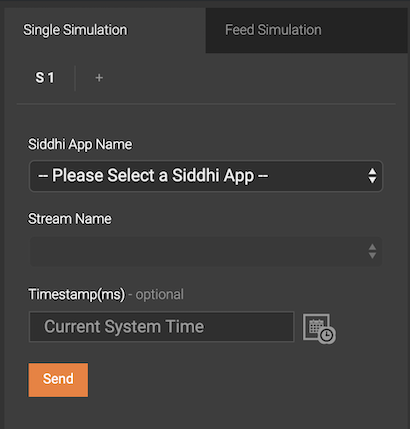 Single Simulation Feed Simulation
S 1 +
Siddhi App Name
-- Please Select a Siddhi App --
Stream Name
Timestamp(ms) - optional
Current System Time
Send